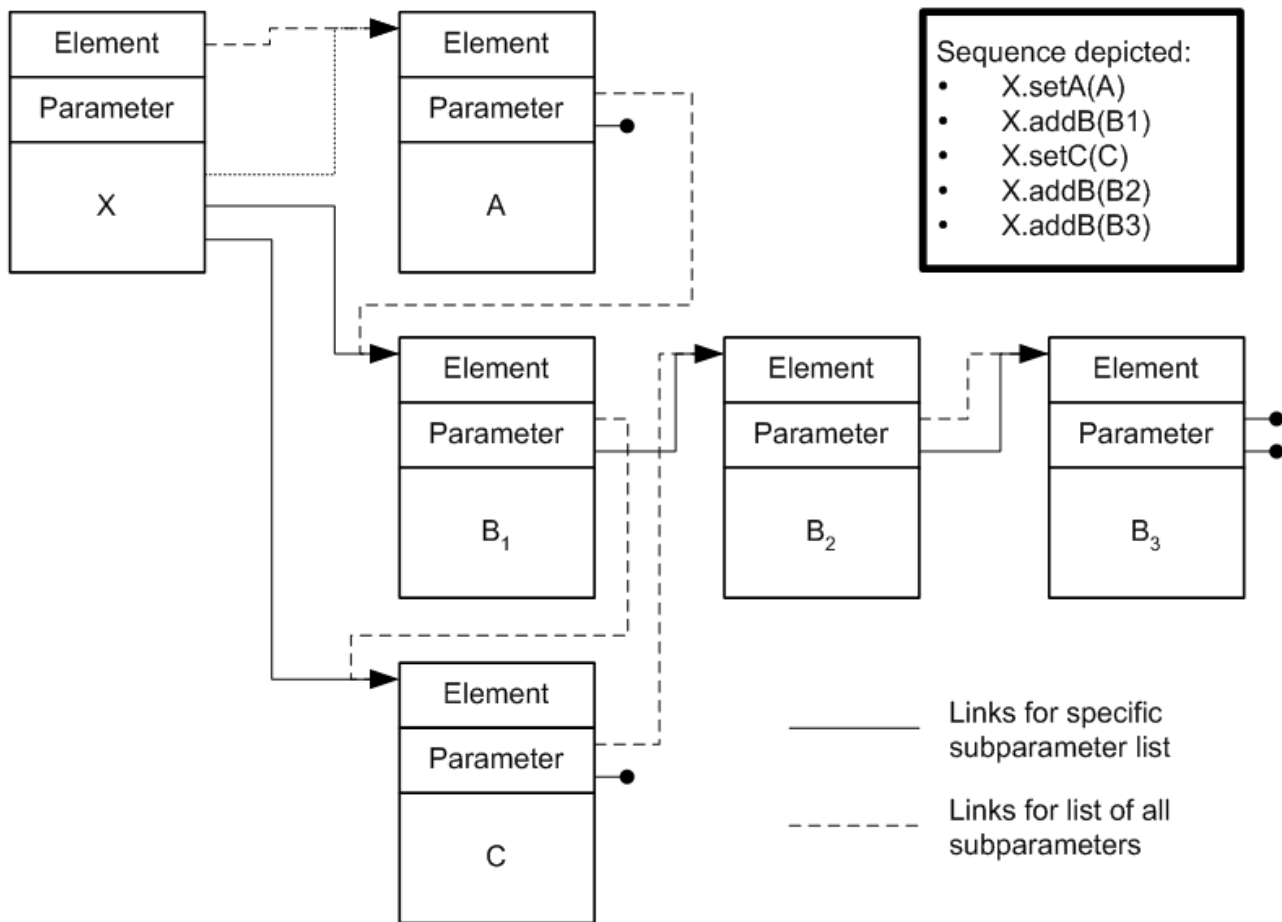 Element
Parameter
X
Element
Parameter
A
Sequence depicted:
• X.setA(A)
• X.addB(B1)
• X.setC(C)
• X.addB(B2)
• X.addB(B3)
Element
Parameter
B₁
Element
Parameter
B₂
Element
Parameter
B₃
Element
Parameter
C
Links for specific
subparameter list
Links for list of all
subparameters